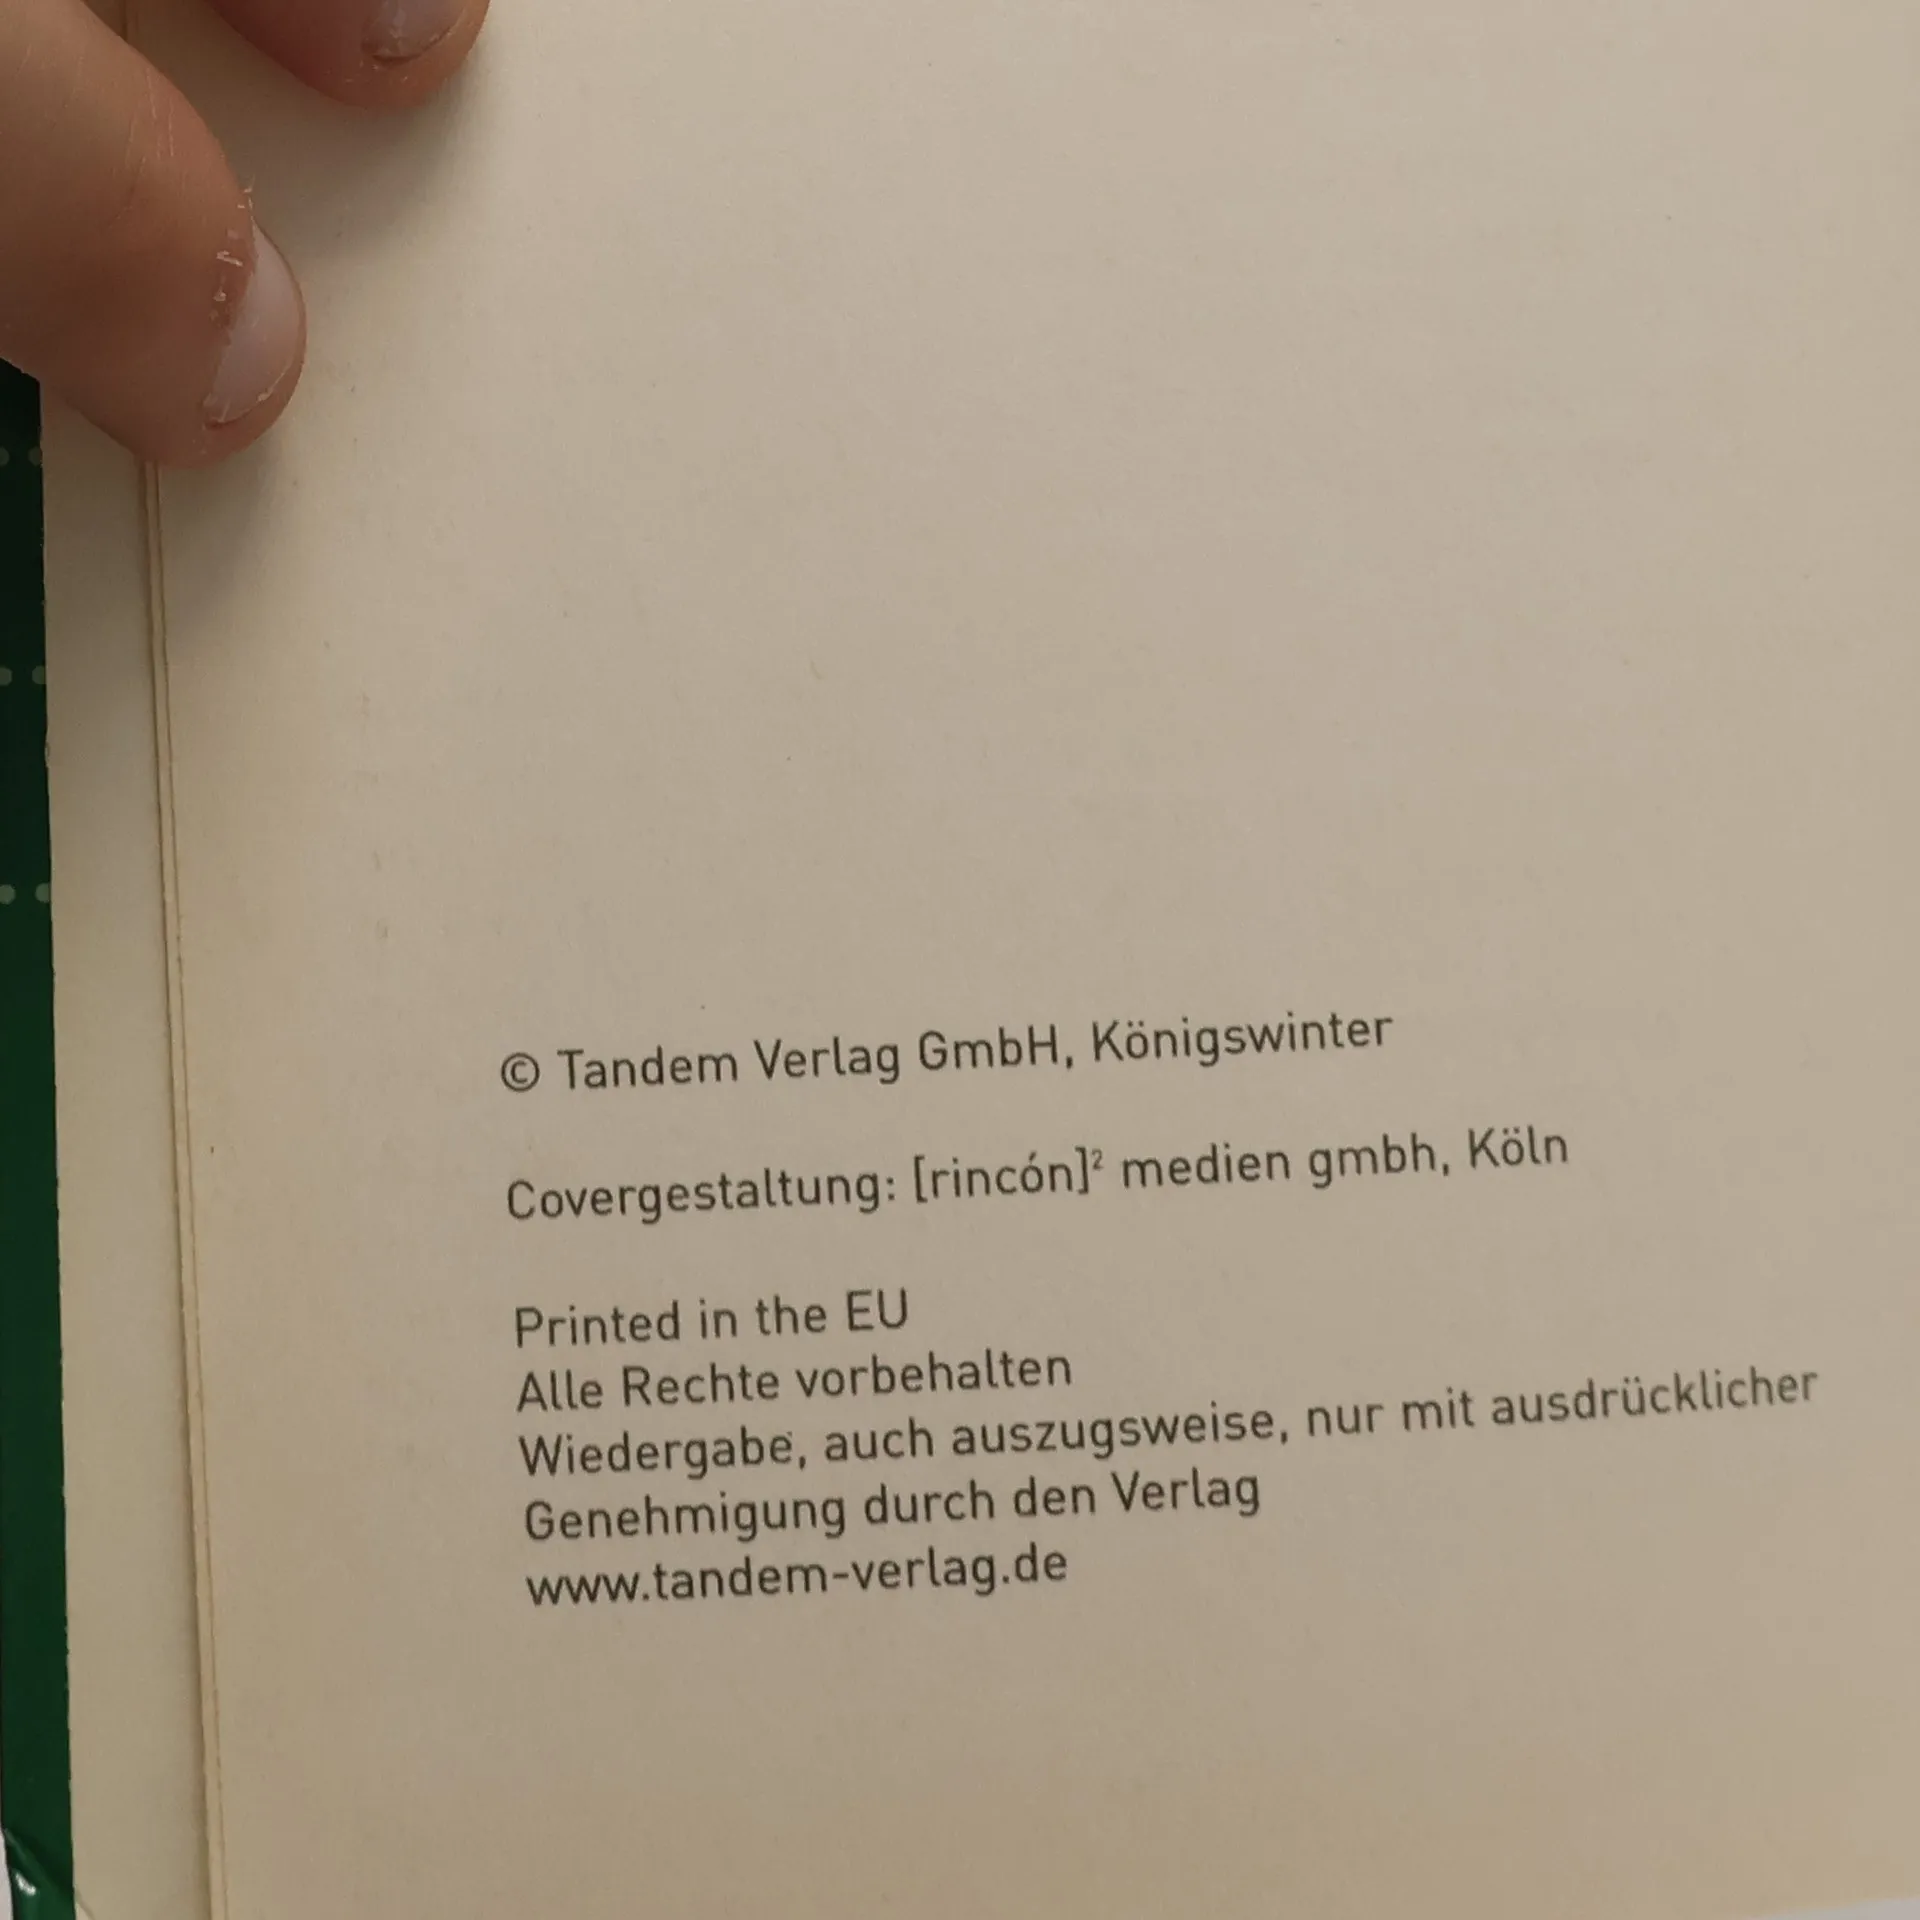 © Tandem Verlag GmbH, Königswinter
Covergestaltung: [rincón]² medien gmbh, Köln
Printed in the EU
Alle Rechte vorbehalten
Wiedergabe, auch auszugsweise, nur mit ausdrücklicher
Genehmigung durch den Verlag
www.tandem-verlag.de